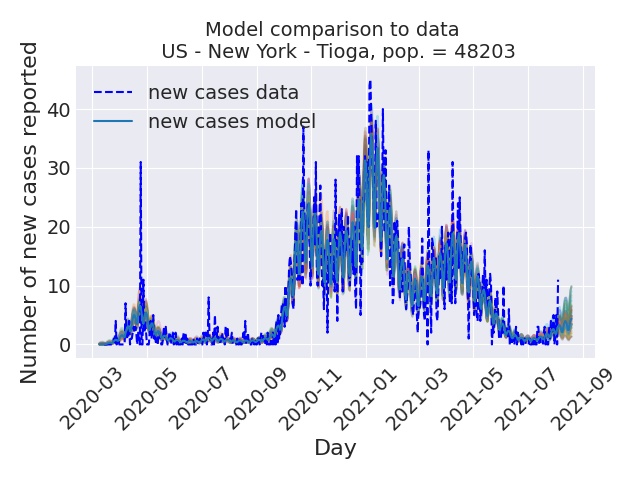 Model comparison to data
US - New York - Tioga, pop. = 48203
Number of new cases reported
40
30
20
10
0
new cases data
new cases model
2020-03
2020-05
2020-07
2020-09
2020-11
2021-01
2021-03
2021-05
2021-07
2021-09
Day